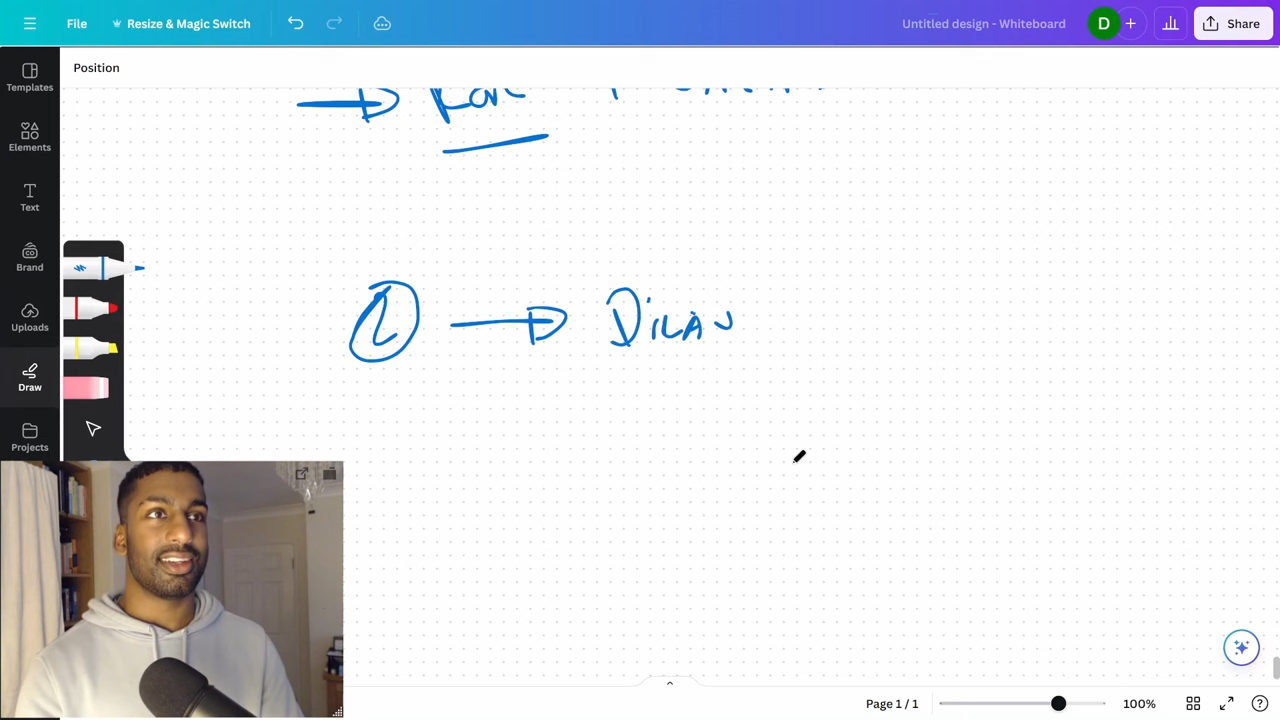 File
Resize & Magic Switch
Untitled design - Whiteboard
D
+
Share
Templates
Position
Elements
Text
Brand
Uploads
Draw
Projects
Page 1 / 1
100%